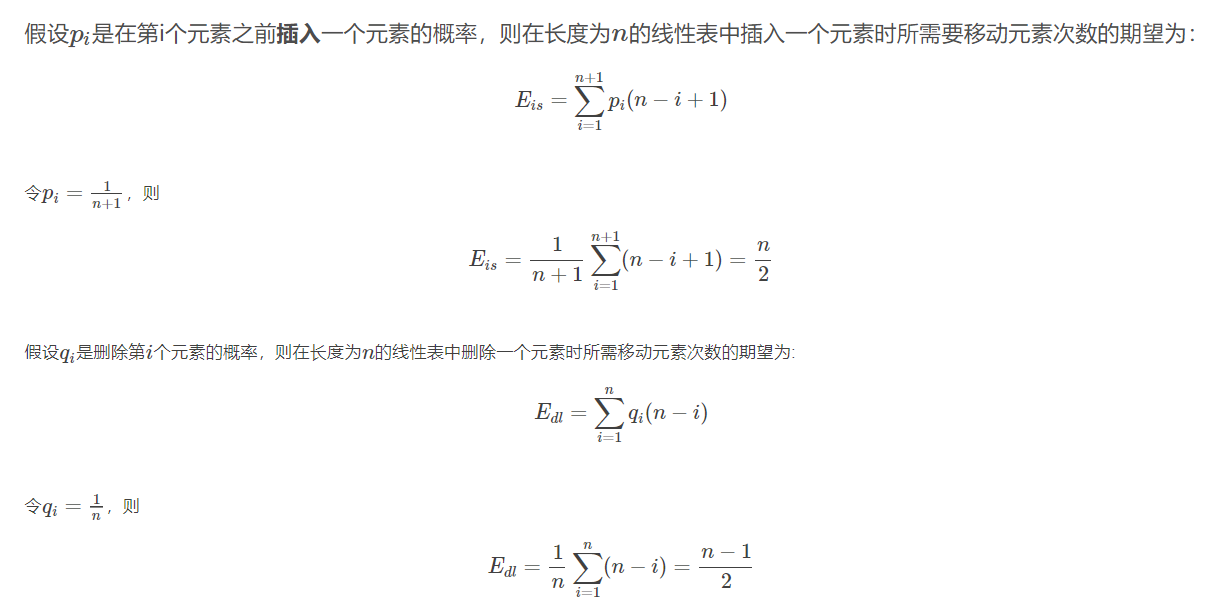 假设$p_i$是在第i个元素之前插入一个元素的概率，则在长度为$n$的线性表中插入一个元素时所需要移动元素次数的期望为：
$E_{is} = \sum_{i=1}^{n+1} p_i(n - i + 1)$
令$p_i = \frac{1}{n+1}$，则
$E_{is} = \frac{1}{n+1} \sum_{i=1}^{n+1} (n - i + 1) = \frac{n}{2}$
假设$q_i$是删除第$i$个元素的概率，则在长度为$n$的线性表中删除一个元素时所需移动元素次数的期望为:
$E_{dl} = \sum_{i=1}^{n} q_i(n - i)$
令$q_i = \frac{1}{n}$，则
$E_{dl} = \frac{1}{n} \sum_{i=1}^{n} (n - i) = \frac{n-1}{2}$